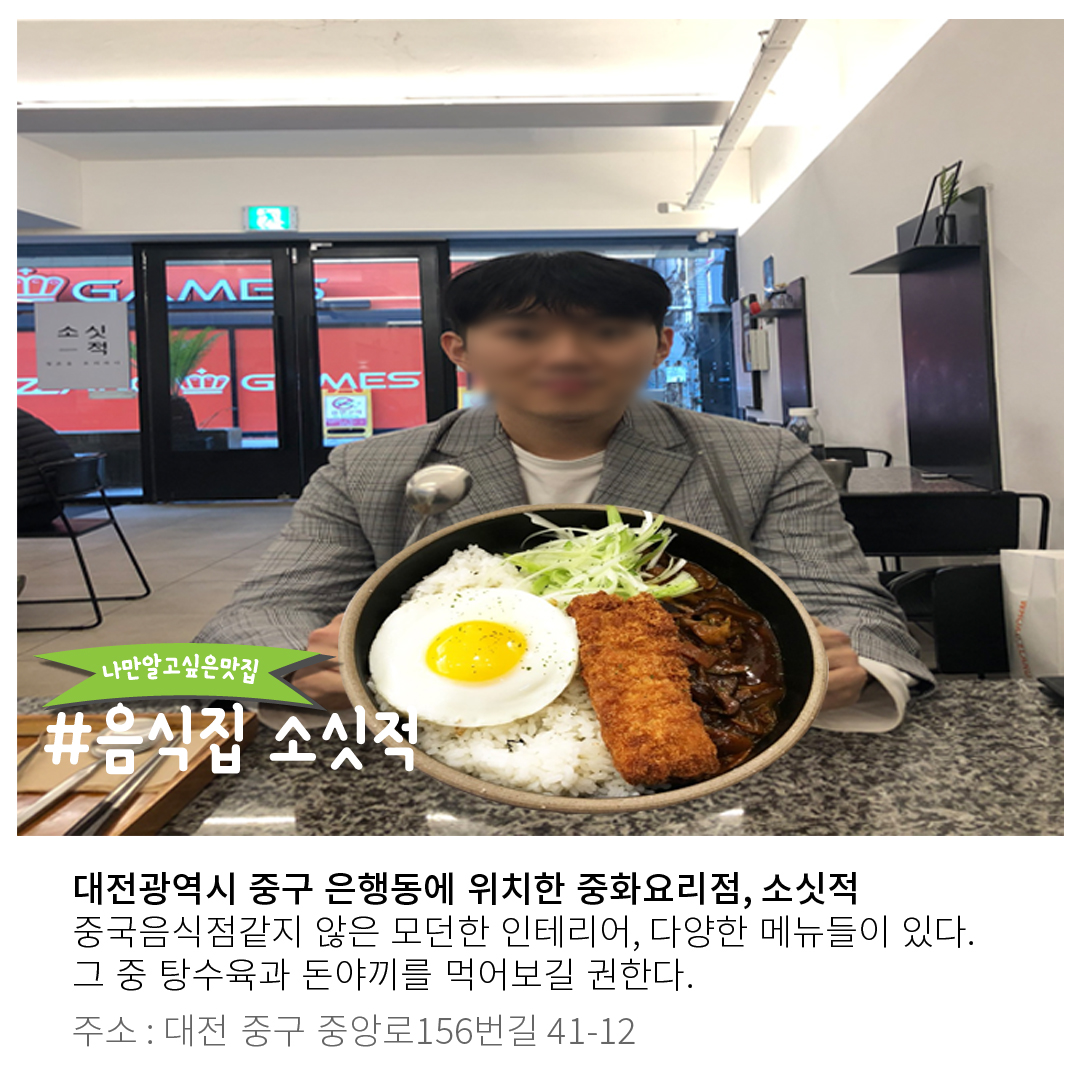 GAMES
소싯
적
GAMES
나만알고싶은맛집
#음식집 소싯적
대전광역시 중구 은행동에 위치한 중화요리점, 소싯적
중국음식점같지 않은 모던한 인테리어, 다양한 메뉴들이 있다.
그 중 탕수육과 돈야끼를 먹어보길 권한다.
주소 : 대전 중구 중앙로156번길 41-12